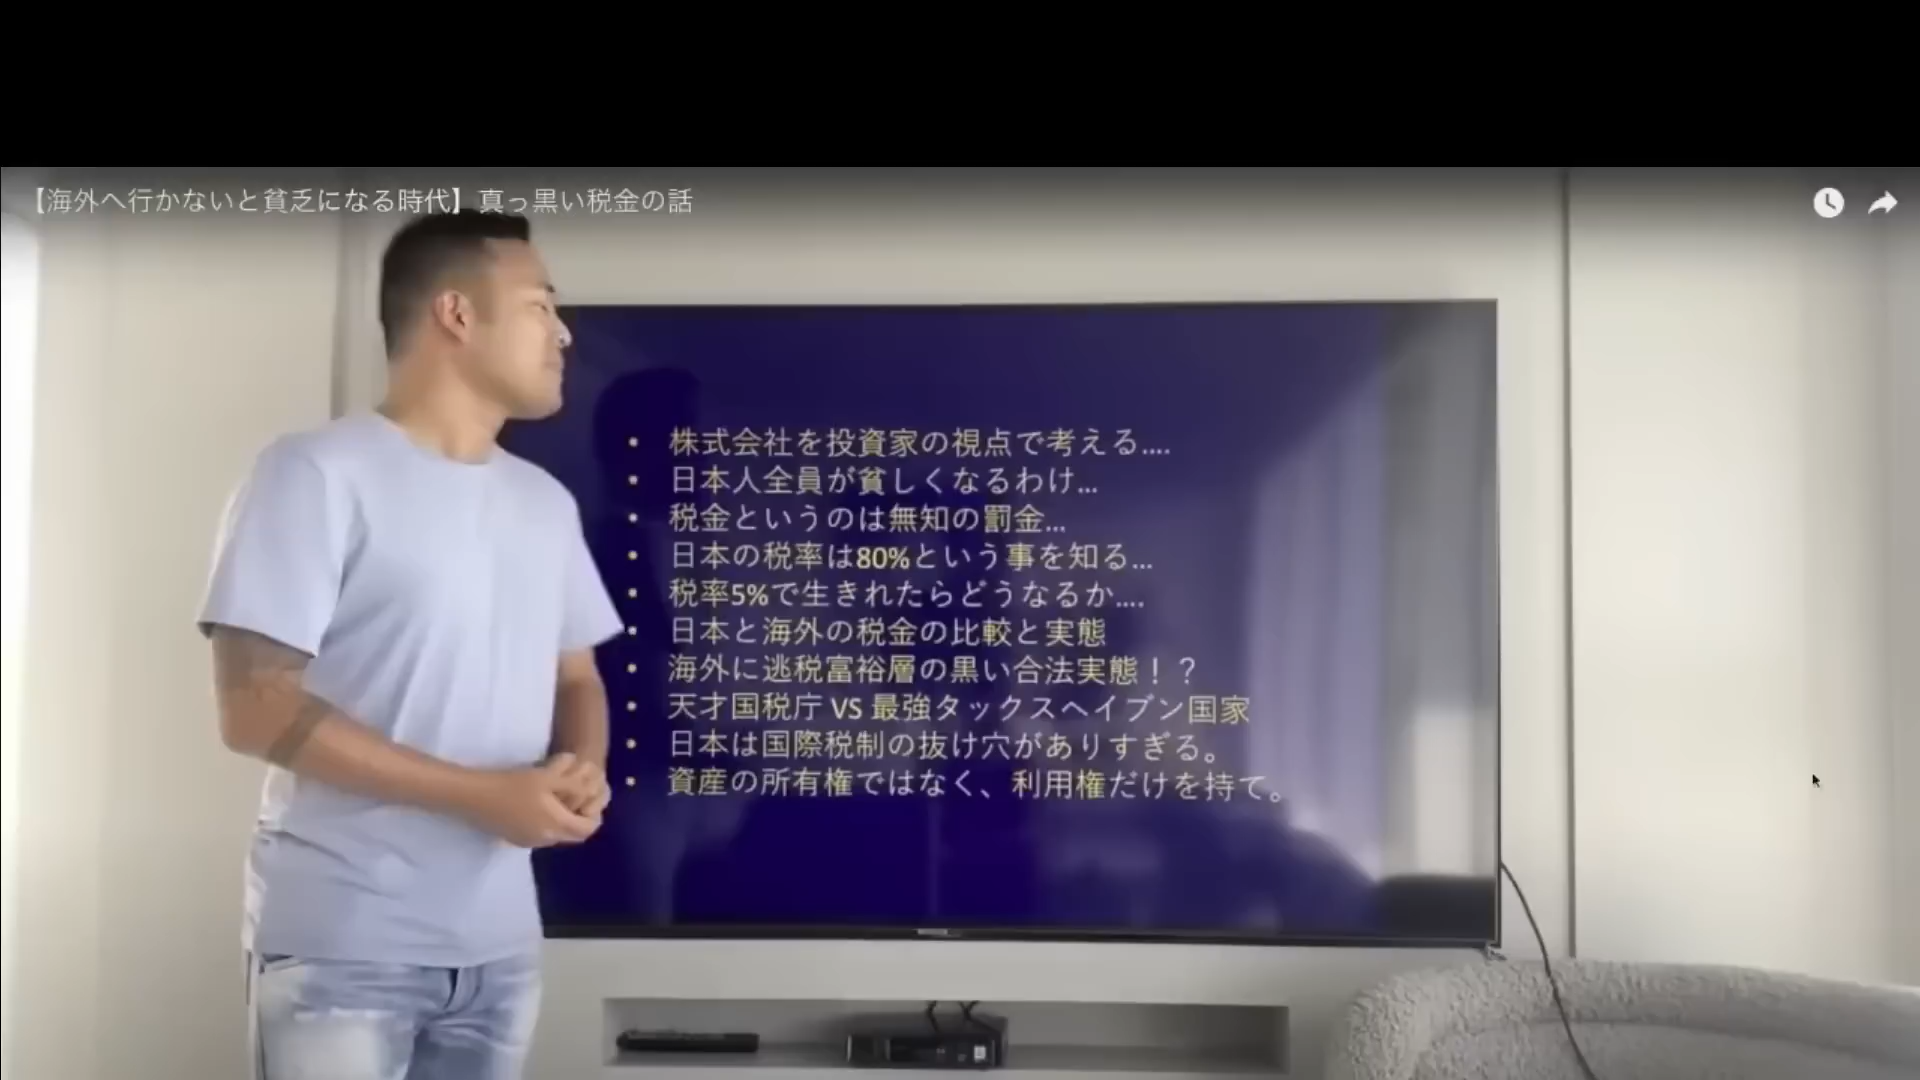 【海外へ行かないと貧乏になる時代】真っ黒い税金の話
• 株式会社を投資家の視点で考える....
• 日本人全員が貧しくなるわけ...
• 税金というのは無知の罰金...
• 日本の税率は80%という事を知る...
• 税率5%で生きれたらどうなるか....
• 日本と海外の税金の比較と実態
• 海外に逃税富裕層の黒い合法実態！？
• 天才国税庁 VS 最強タックスヘイブン国家
• 日本は国際税制の抜け穴がありすぎる。
• 資産の所有権ではなく、利用権だけを持て。